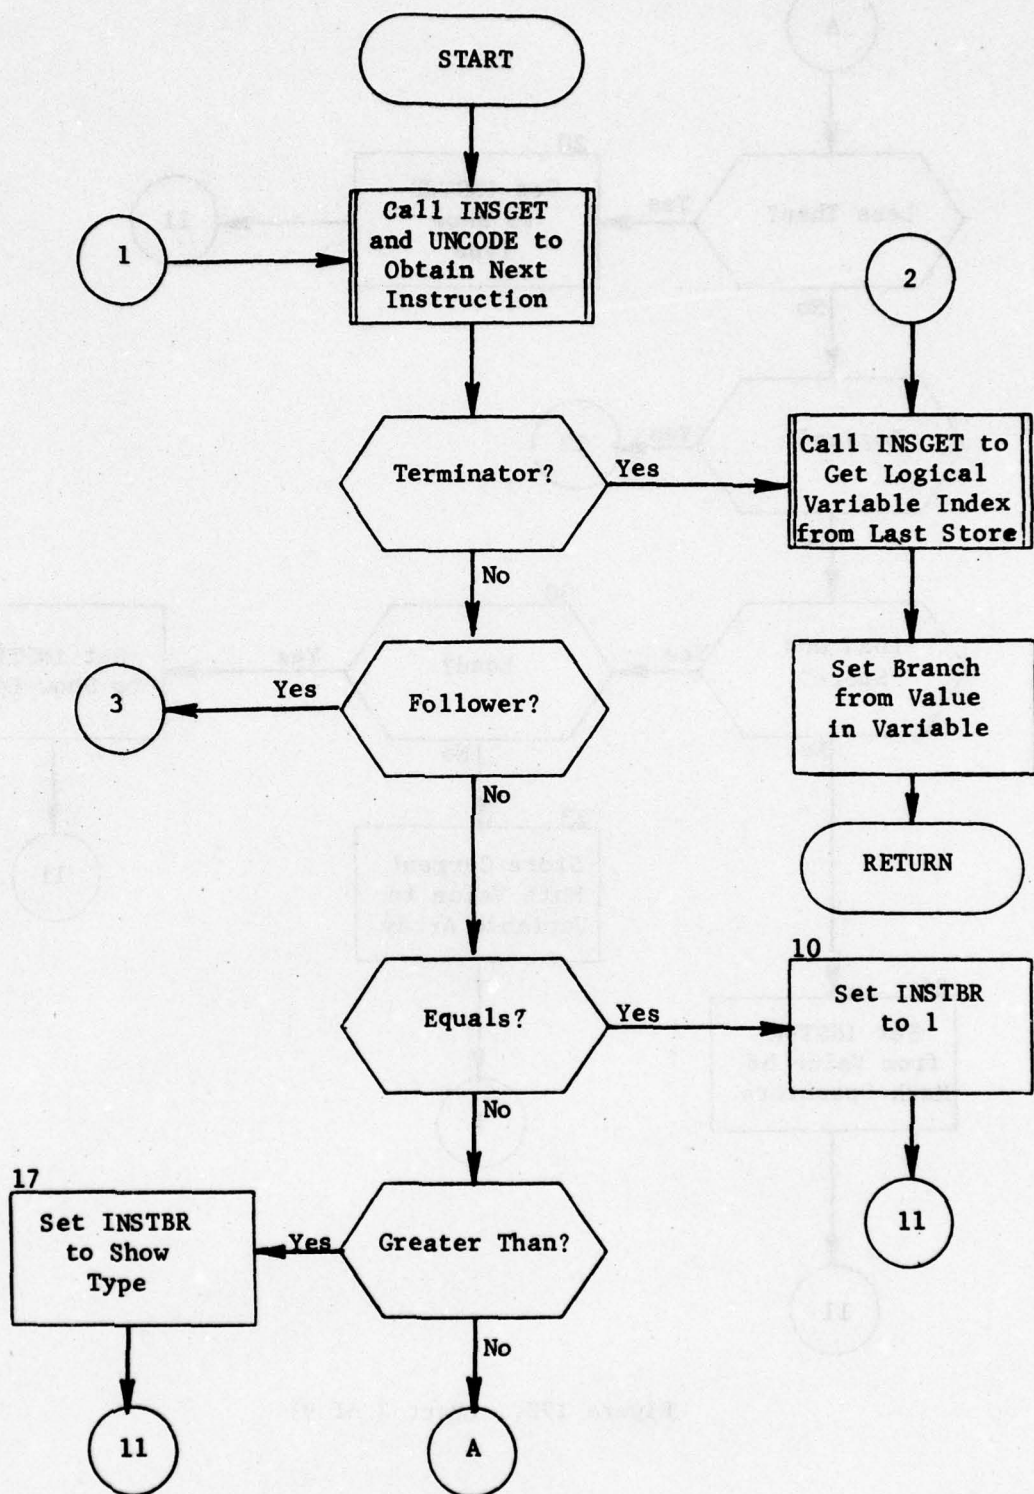 START
Call INSGET
and UNCODE to
Obtain Next
Instruction
1
2
Terminator?
Yes
Call INSGET to
Get Logical
Variable Index
from Last Store
No
Follower?
Yes
3
Set Branch
from Value
in Variable
No
RETURN
Equals?
Yes
10
Set INSTBR
to 1
No
11
17
Set INSTBR
to Show
Type
Yes
Greater Than?
No
11
A